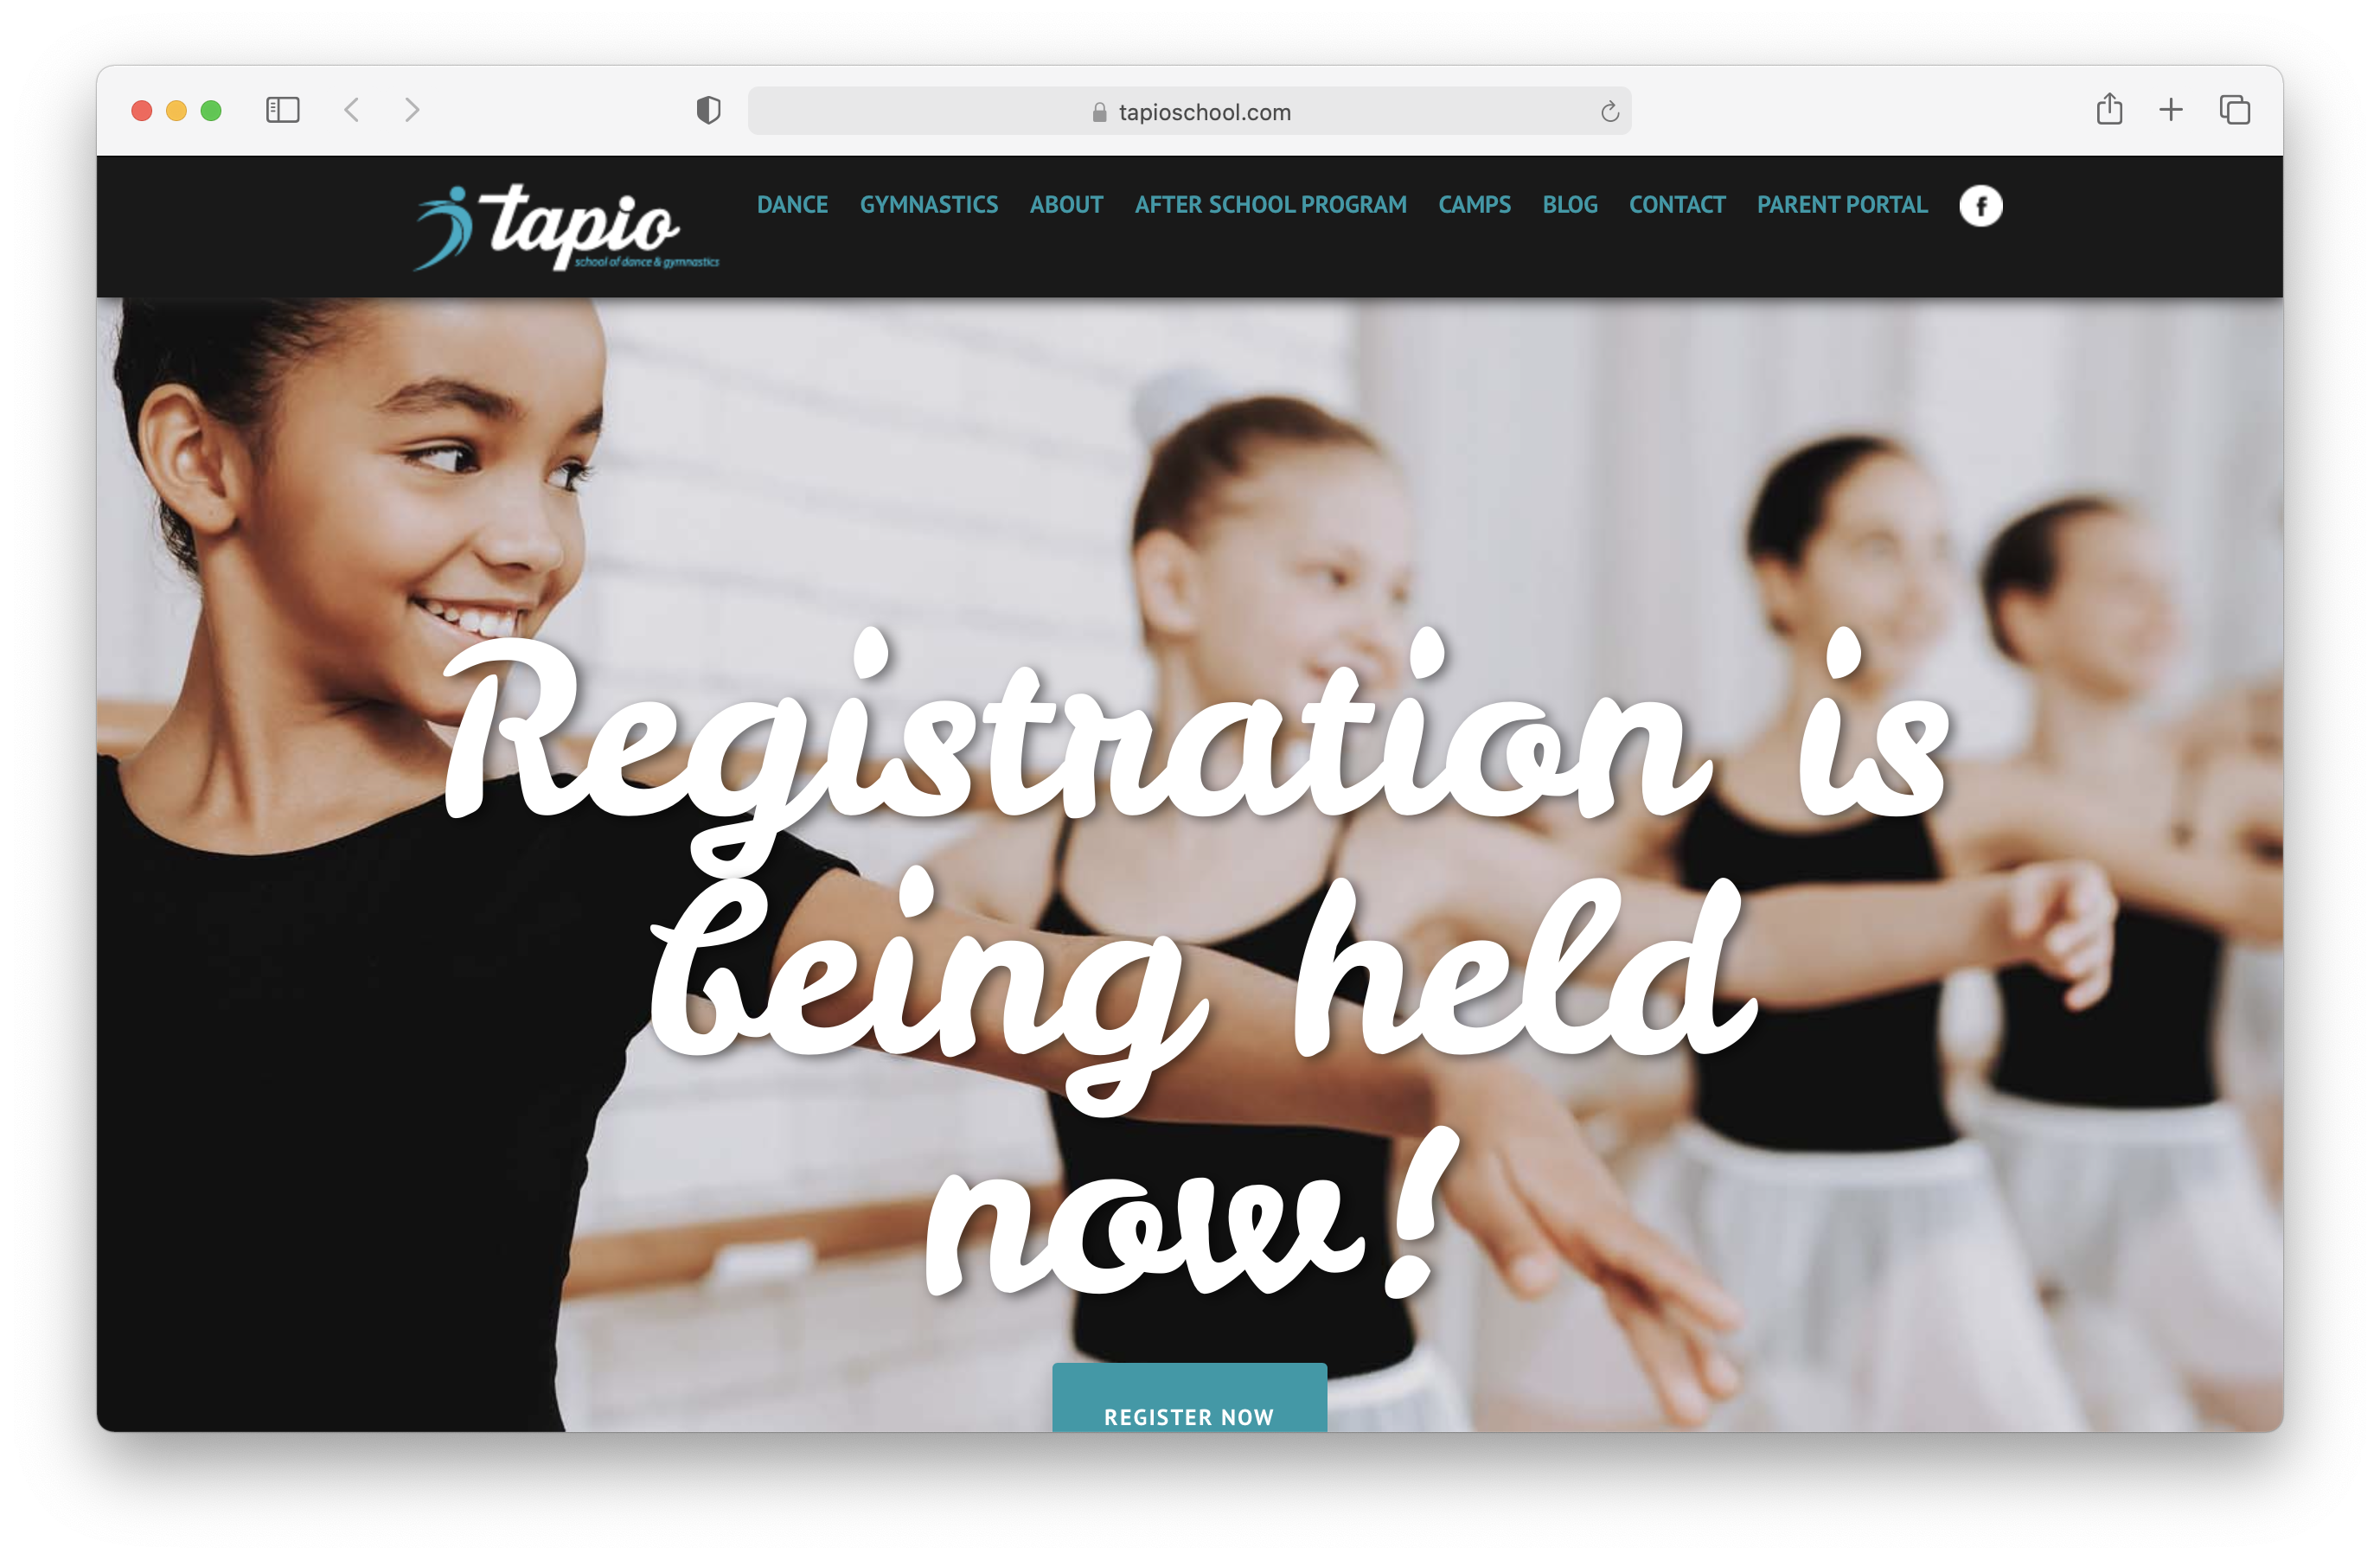 tapioschool.com
tapio
school of dance & gymnastics
DANCE GYMNASTICS ABOUT AFTER SCHOOL PROGRAM CAMPS BLOG CONTACT PARENT PORTAL f
Registration is
being held
now!
REGISTER NOW